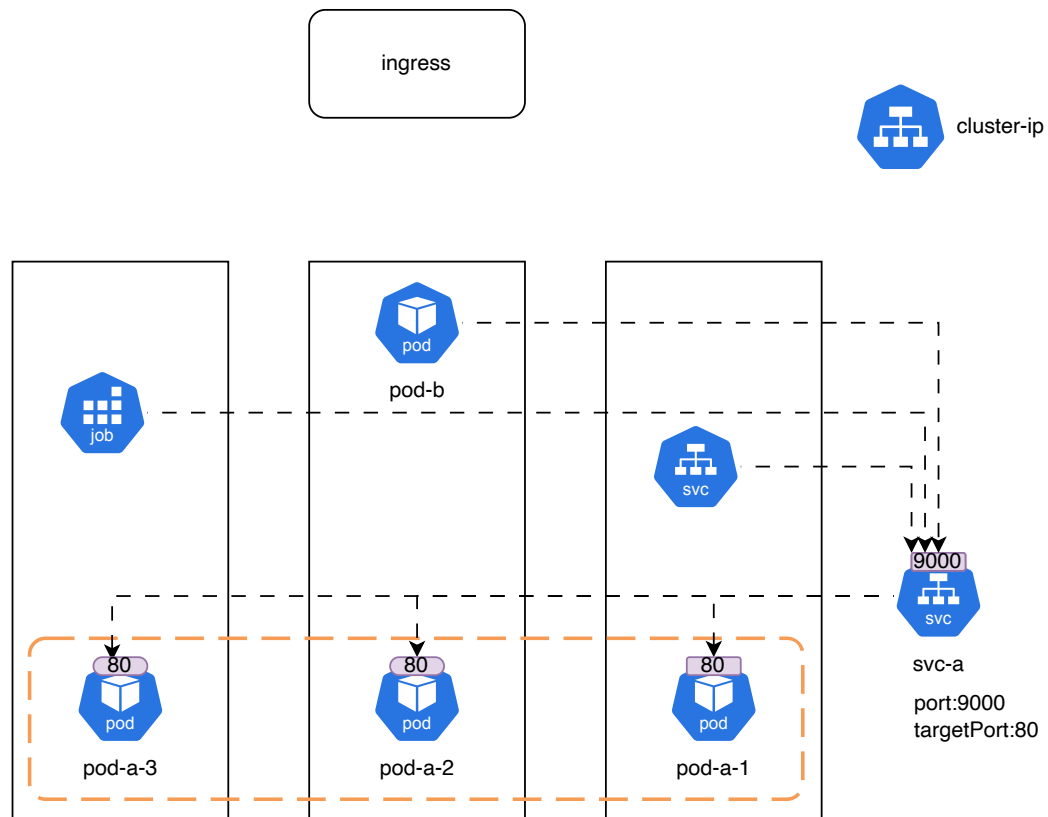 ingress
cluster-ip
pod
pod-b
job
svc
9000
svc
svc-a
port:9000
targetPort:80
80
pod
pod-a-3
80
pod
pod-a-2
80
pod
pod-a-1